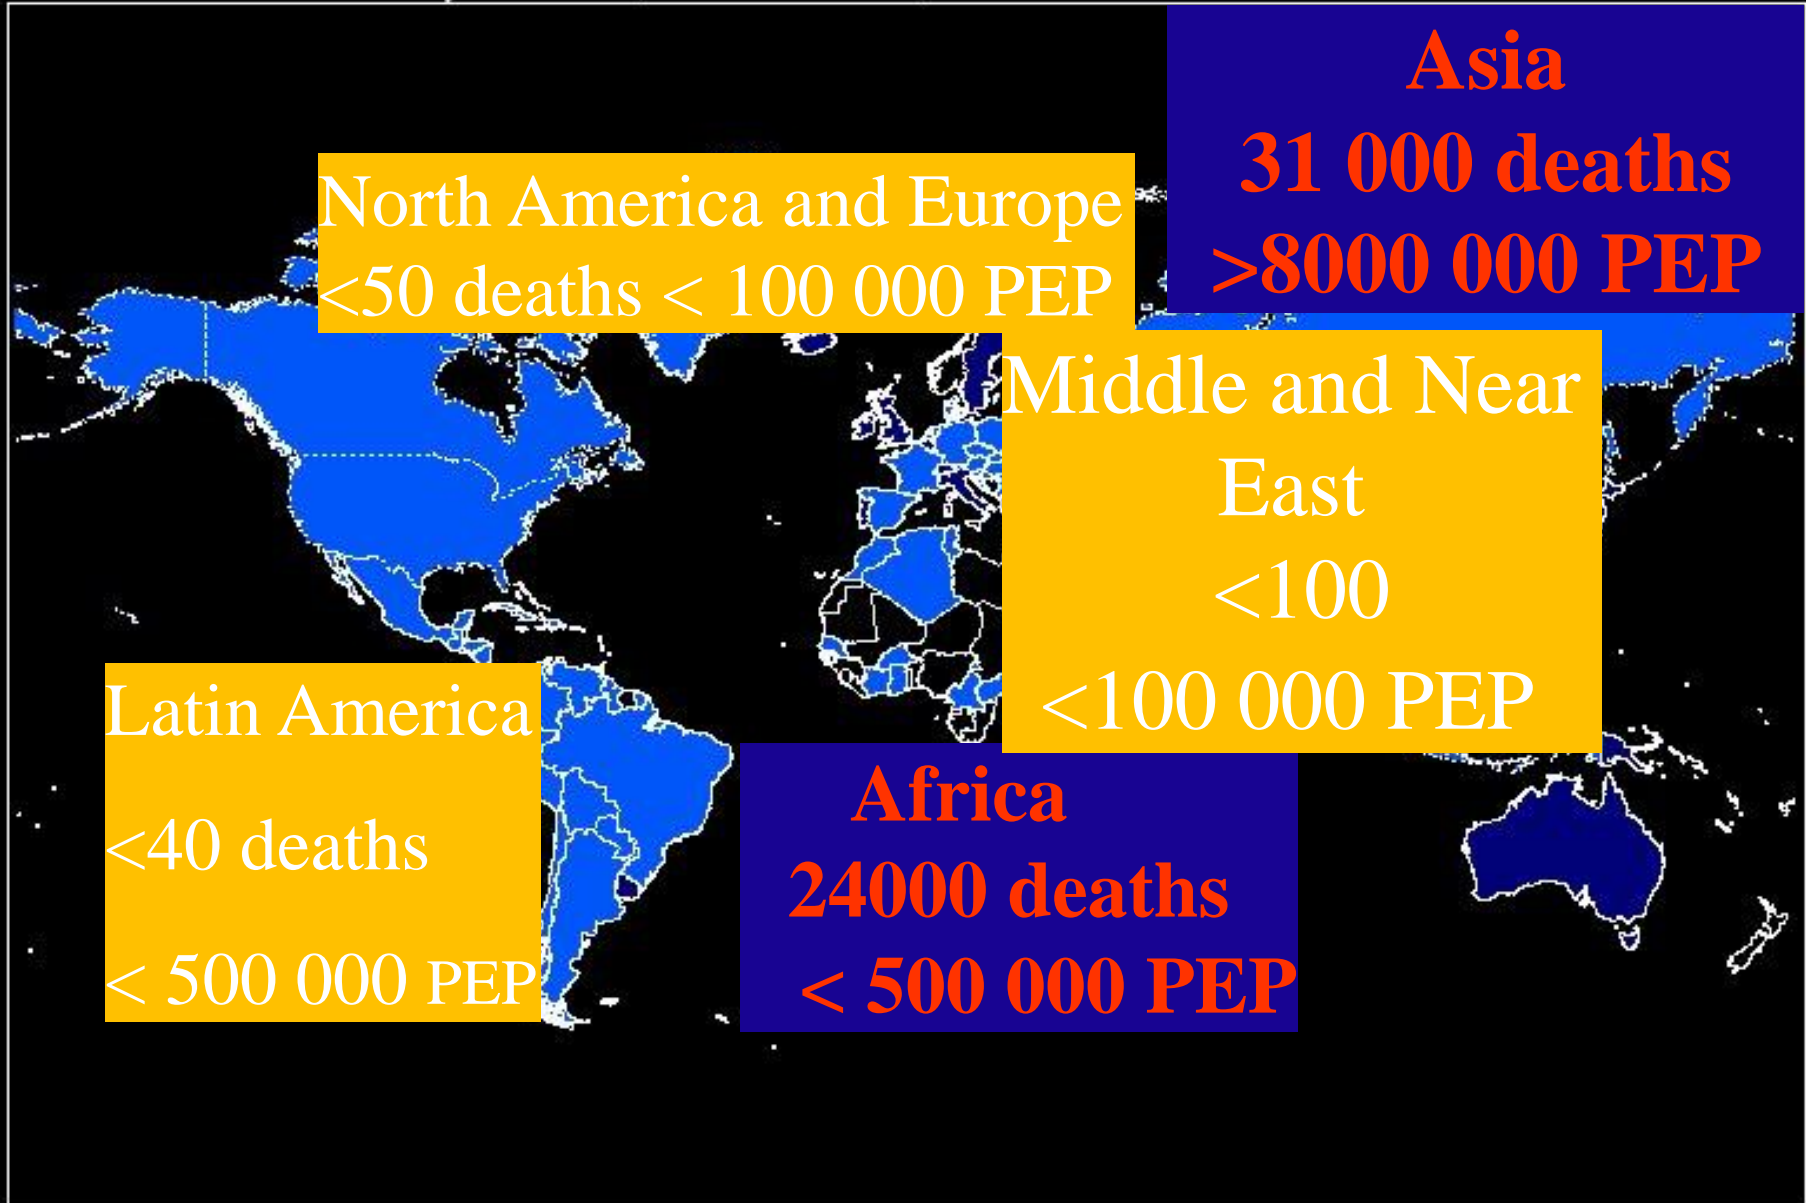 Asia
31 000 deaths
>8000 000 PEP
North America and Europe
<50 deaths < 100 000 PEP
Middle and Near
East
<100
<100 000 PEP
Latin America
<40 deaths
< 500 000 PEP
Africa
24000 deaths
< 500 000 PEP